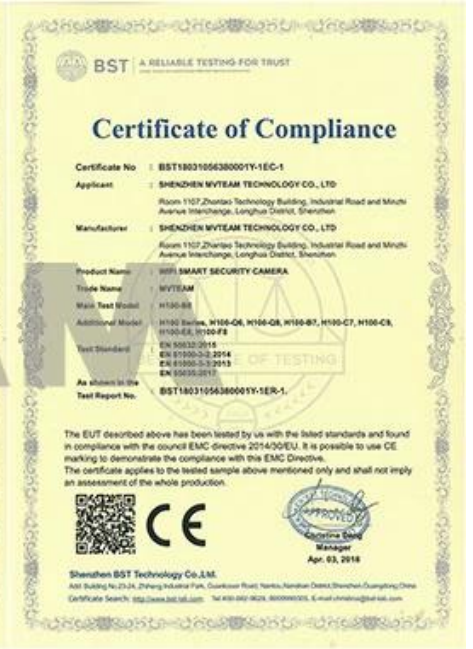 BST A RELIABLE TESTING FOR TRUST
Certificate of Compliance
Certificate No : BST18031056380001Y-1EC-1
Applicant : SHENZHEN MVTEAM TECHNOLOGY CO., LTD
Room 1107,Zhantao Technology Building, Industrial Road and Minzhi
Avenue Interchange, Longhua District, Shenzhen
Manufacturer : SHENZHEN MVTEAM TECHNOLOGY CO., LTD
Room 1107,Zhantao Technology Building, Industrial Road and Minzhi
Avenue Interchange, Longhua District, Shenzhen
Product Name : WIFI SMART SECURITY CAMERA
Trade Name : MVTEAM
Main Test Model :
Additional Model : H100 Series, H100-Q6, H100-Q8, H100-B7, H100-C7, H100-C9,
Test Standard : EN 55032:2015
EN 61000-3-2:2014
EN 61000-3-3:2013
EN 55035:2017
OF TESTING
As shown in the
Test Report No. : BST18031056380001Y-1ER-1.
The EUT described above has been tested by us with the listed standards and found
in compliance with the council EMC directive 2014/30/EU. It is possible to use CE
marking to demonstrate the compliance with this EMC Directive.
The certificate applies to the tested sample above mentioned only and shall not imply
an assessment of the whole production.
CE
APPROVED
Manager
Apr. 03, 2018
Shenzhen BST Technology Co.,Ltd.
Certificate Search: